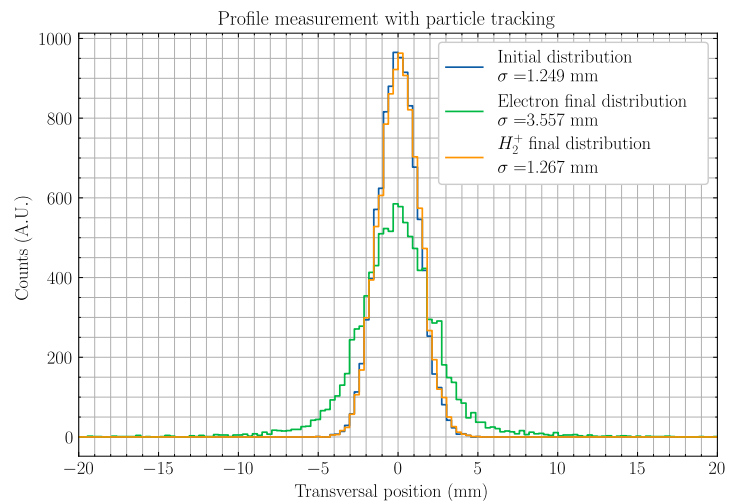 Profile measurement with particle tracking
1000
800
600
400
200
0
Counts (A.U.)
Initial distribution
σ =1.249 mm
Electron final distribution
σ =3.557 mm
H₂⁺ final distribution
σ =1.267 mm
−20 −15 −10 −5 0 5 10 15 20
Transversal position (mm)